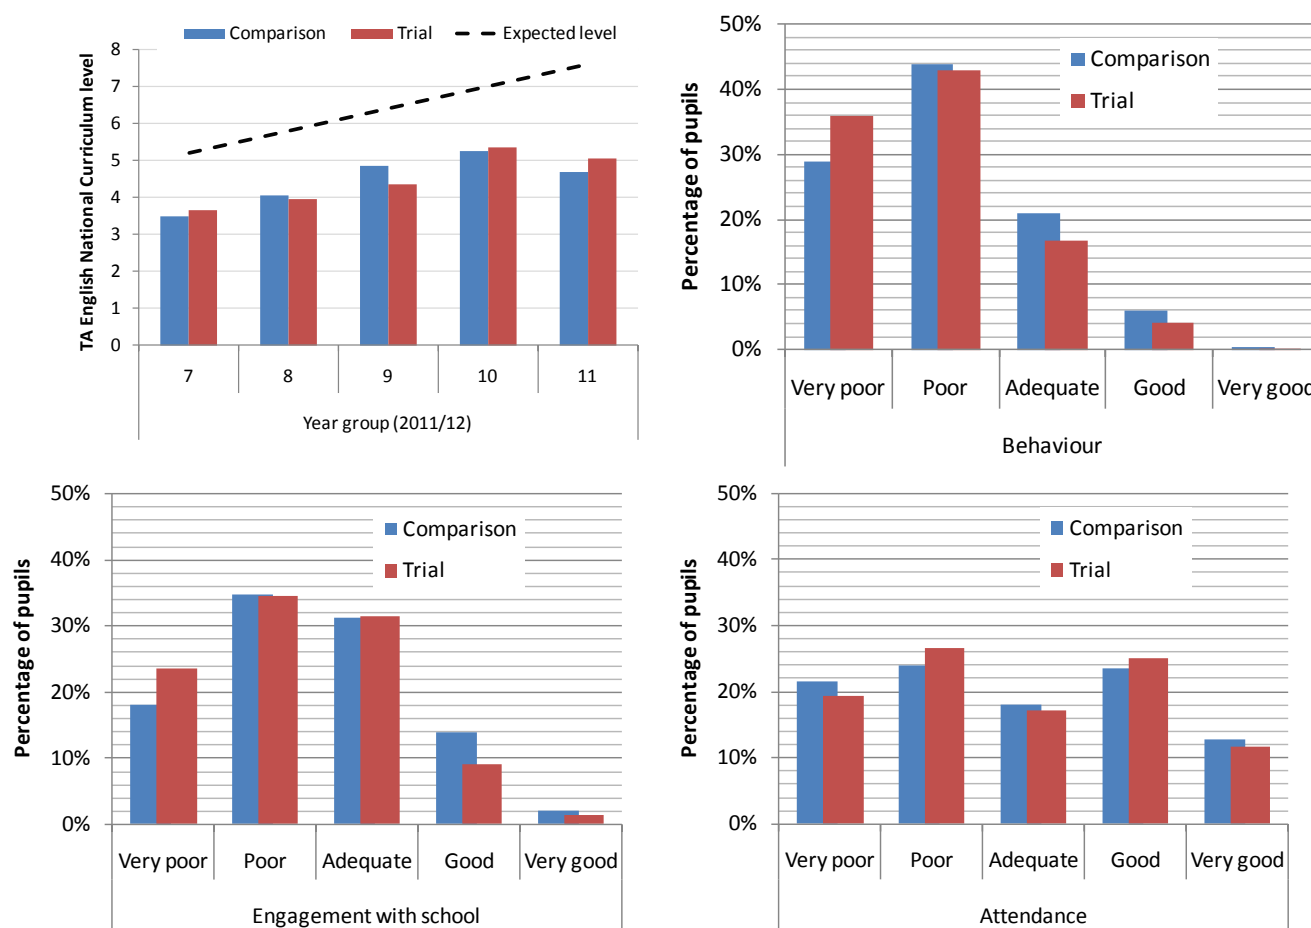 Comparison Trial Expected level
TA English National Curriculum level
8
7
6
5
4
3
2
1
0
7 8 9 10 11
Year group (2011/12)
Percentage of pupils
50%
40%
30%
20%
10%
0%
Comparison
Trial
Very poor Poor Adequate Good Very good
Behaviour
Percentage of pupils
50%
40%
30%
20%
10%
0%
Comparison
Trial
Very poor Poor Adequate Good Very good
Engagement with school
Percentage of pupils
50%
40%
30%
20%
10%
0%
Comparison
Trial
Very poor Poor Adequate Good Very good
Attendance